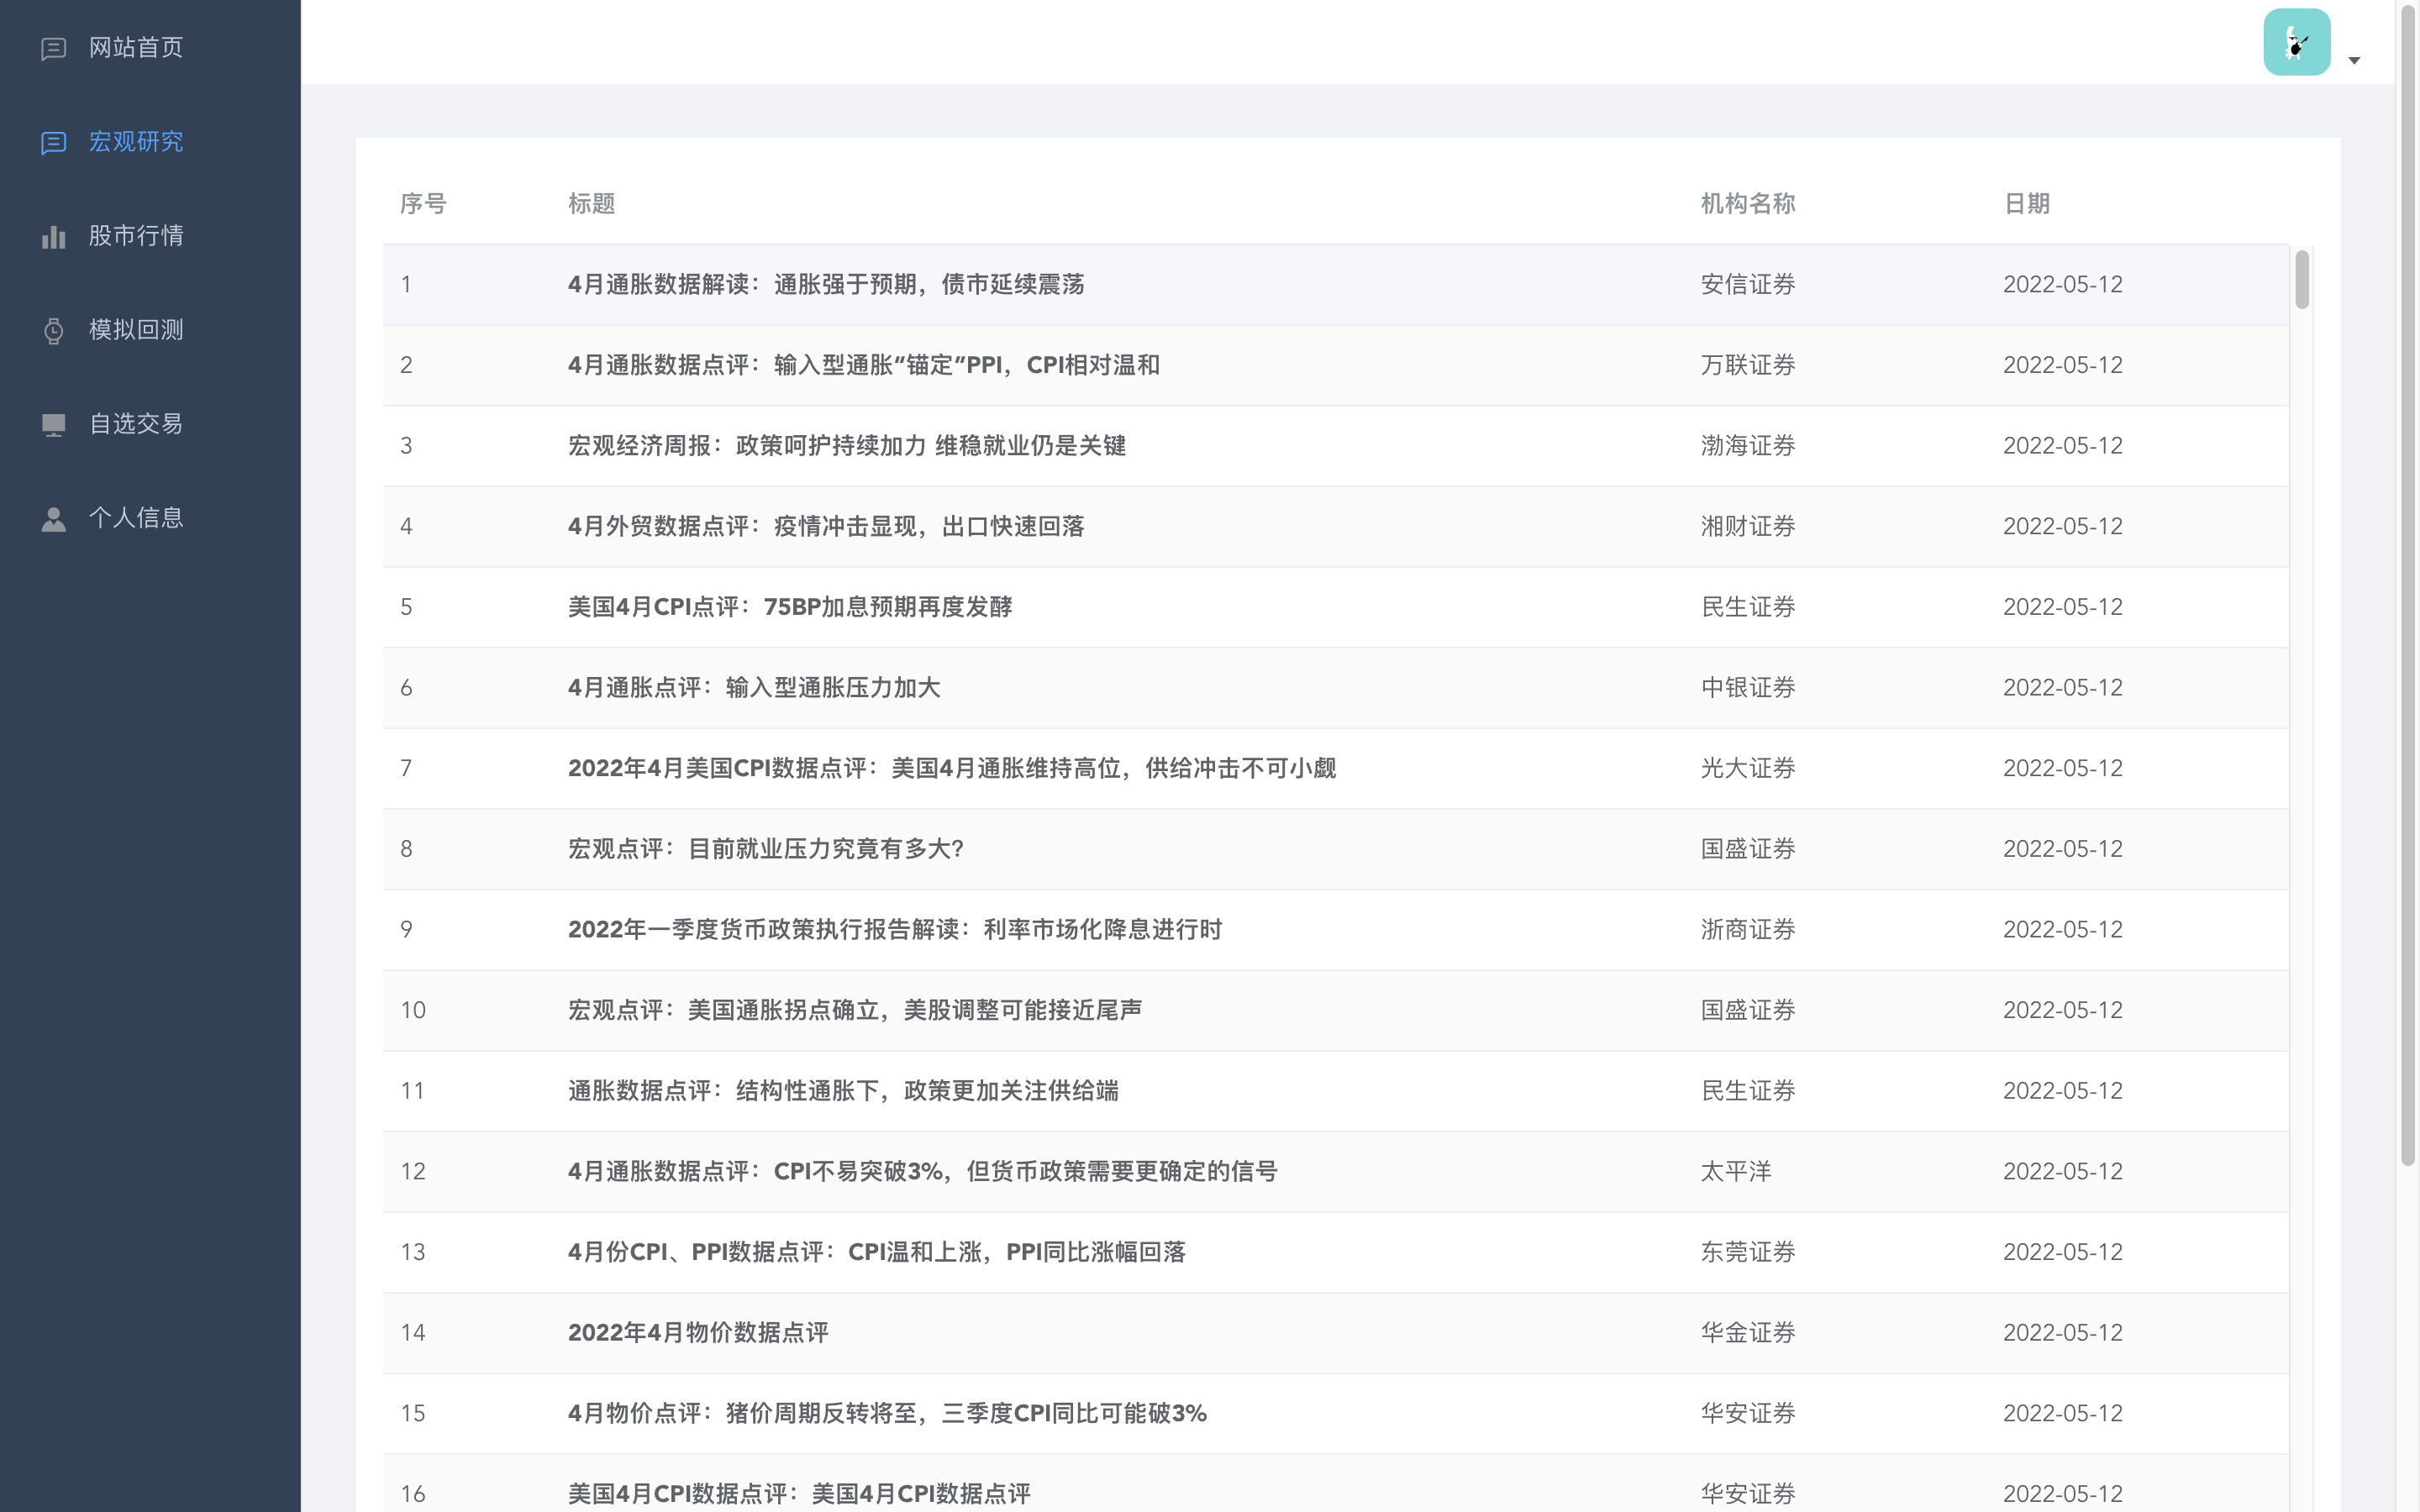 网站首页
宏观研究
股市行情
模拟回测
自选交易
个人信息
序号 标题 机构名称 日期
1 4月通胀数据解读：通胀强于预期，债市延续震荡 安信证券 2022-05-12
2 4月通胀数据点评：输入型通胀“锚定”PPI，CPI相对温和 万联证券 2022-05-12
3 宏观经济周报：政策呵护持续加力 维稳就业仍是关键 渤海证券 2022-05-12
4 4月外贸数据点评：疫情冲击显现，出口快速回落 湘财证券 2022-05-12
5 美国4月CPI点评：75BP加息预期再度发酵 民生证券 2022-05-12
6 4月通胀点评：输入型通胀压力加大 中银证券 2022-05-12
7 2022年4月美国CPI数据点评：美国4月通胀维持高位，供给冲击不可小觑 光大证券 2022-05-12
8 宏观点评：目前就业压力究竟有多大? 国盛证券 2022-05-12
9 2022年一季度货币政策执行报告解读：利率市场化降息进行时 浙商证券 2022-05-12
10 宏观点评：美国通胀拐点确立，美股调整可能接近尾声 国盛证券 2022-05-12
11 通胀数据点评：结构性通胀下，政策更加关注供给端 民生证券 2022-05-12
12 4月通胀数据点评：CPI不易突破3%，但货币政策需要更确定的信号 太平洋 2022-05-12
13 4月份CPI、PPI数据点评：CPI温和上涨，PPI同比涨幅回落 东莞证券 2022-05-12
14 2022年4月物价数据点评 华金证券 2022-05-12
15 4月物价点评：猪价周期反转将至，三季度CPI同比可能破3% 华安证券 2022-05-12
16 美国4月CPI数据点评：美国4月CPI数据点评 华安证券 2022-05-12